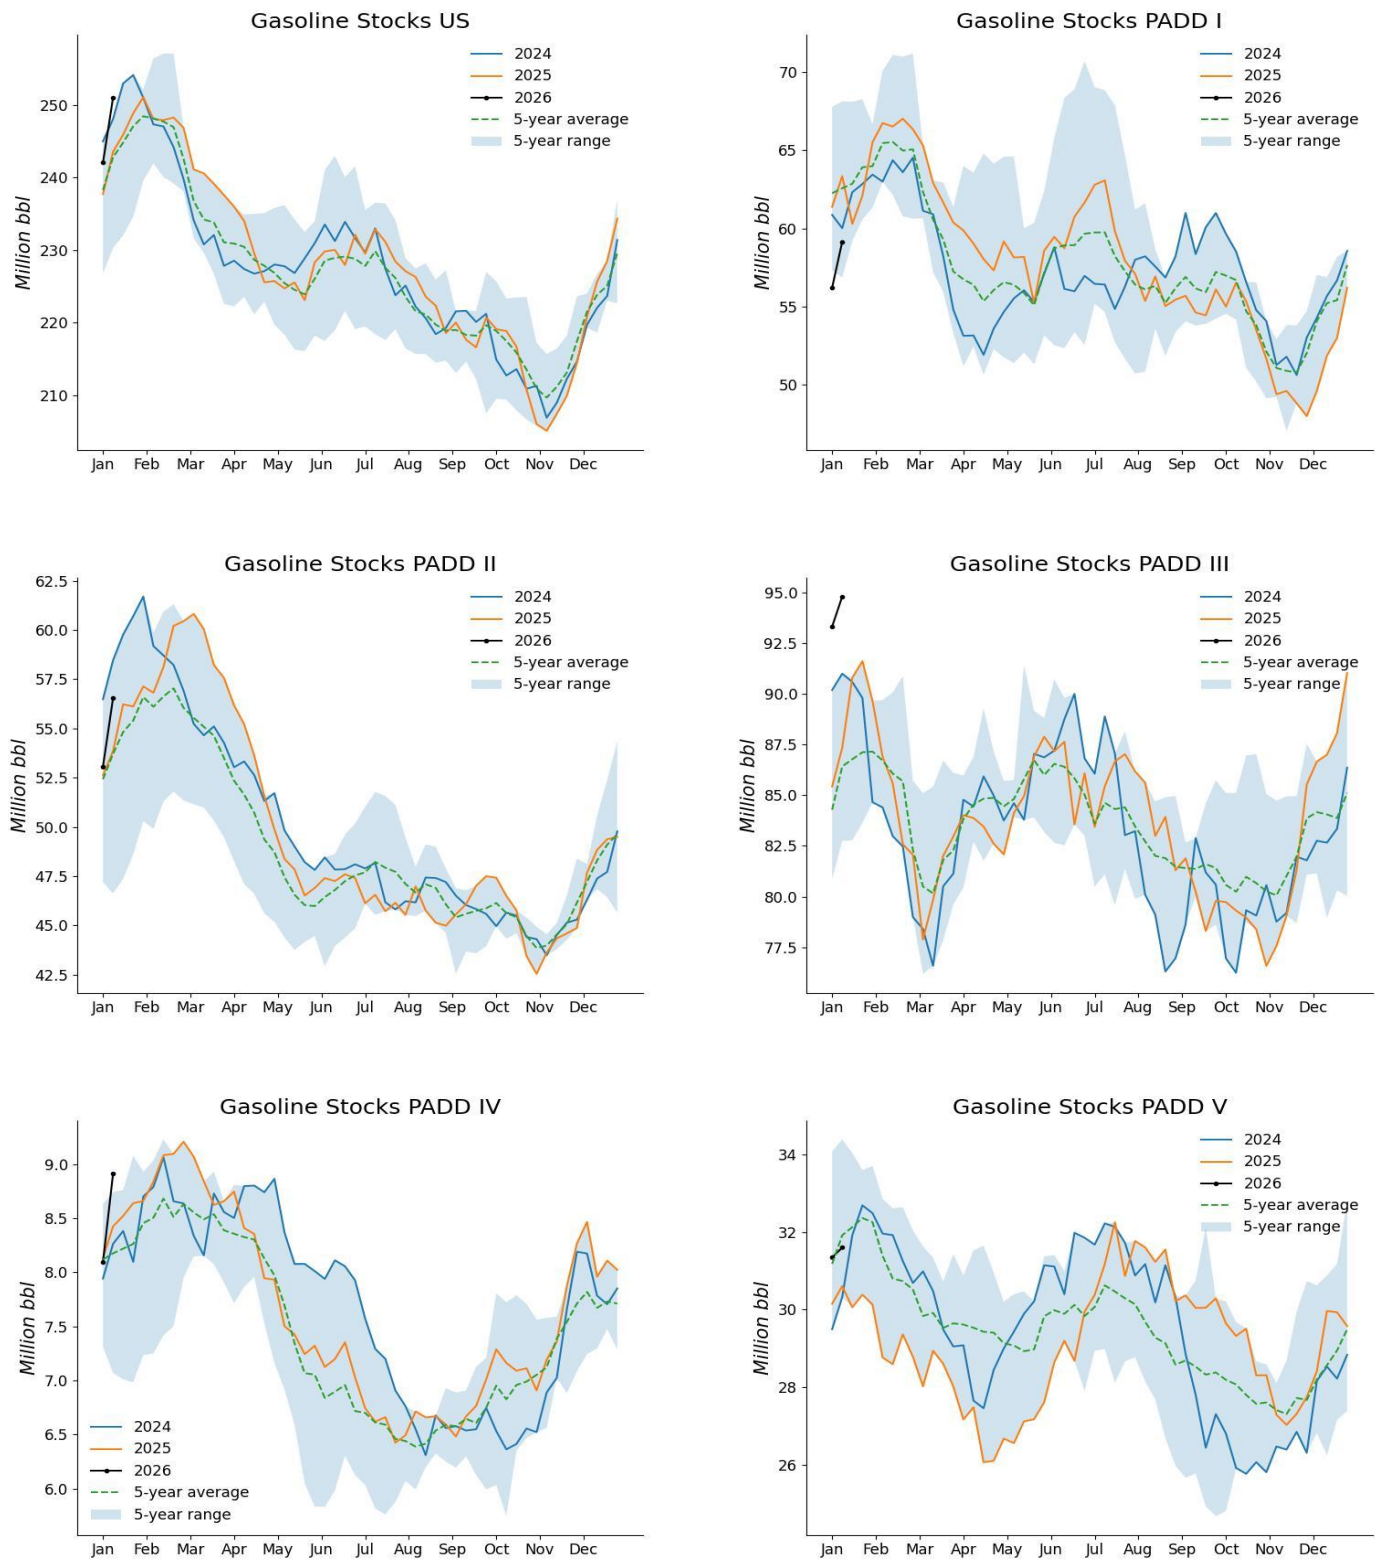 Gasoline Stocks US
Million bbl
250
240
230
220
210
Jan Feb Mar Apr May Jun Jul Aug Sep Oct Nov Dec
2024
2025
2026
5-year average
5-year range
Gasoline Stocks PADD I
Million bbl
70
65
60
55
50
Jan Feb Mar Apr May Jun Jul Aug Sep Oct Nov Dec
2024
2025
2026
5-year average
5-year range
Gasoline Stocks PADD II
Million bbl
62.5
60.0
57.5
55.0
52.5
50.0
47.5
45.0
42.5
Jan Feb Mar Apr May Jun Jul Aug Sep Oct Nov Dec
2024
2025
2026
5-year average
5-year range
Gasoline Stocks PADD III
Million bbl
95.0
92.5
90.0
87.5
85.0
82.5
80.0
77.5
Jan Feb Mar Apr May Jun Jul Aug Sep Oct Nov Dec
2024
2025
2026
5-year average
5-year range
Gasoline Stocks PADD IV
Million bbl
9.0
8.5
8.0
7.5
7.0
6.5
6.0
Jan Feb Mar Apr May Jun Jul Aug Sep Oct Nov Dec
2024
2025
2026
5-year average
5-year range
Gasoline Stocks PADD V
Million bbl
34
32
30
28
26
Jan Feb Mar Apr May Jun Jul Aug Sep Oct Nov Dec
2024
2025
2026
5-year average
5-year range